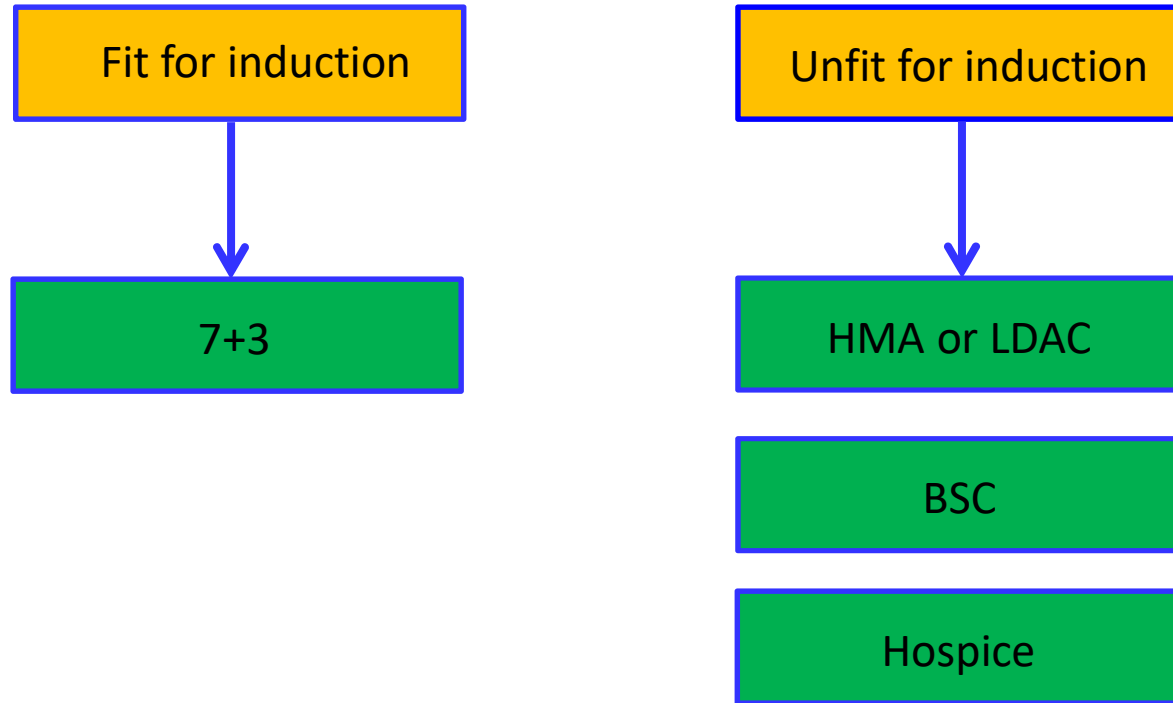 Fit for induction
Unfit for induction
7+3
HMA or LDAC
BSC
Hospice